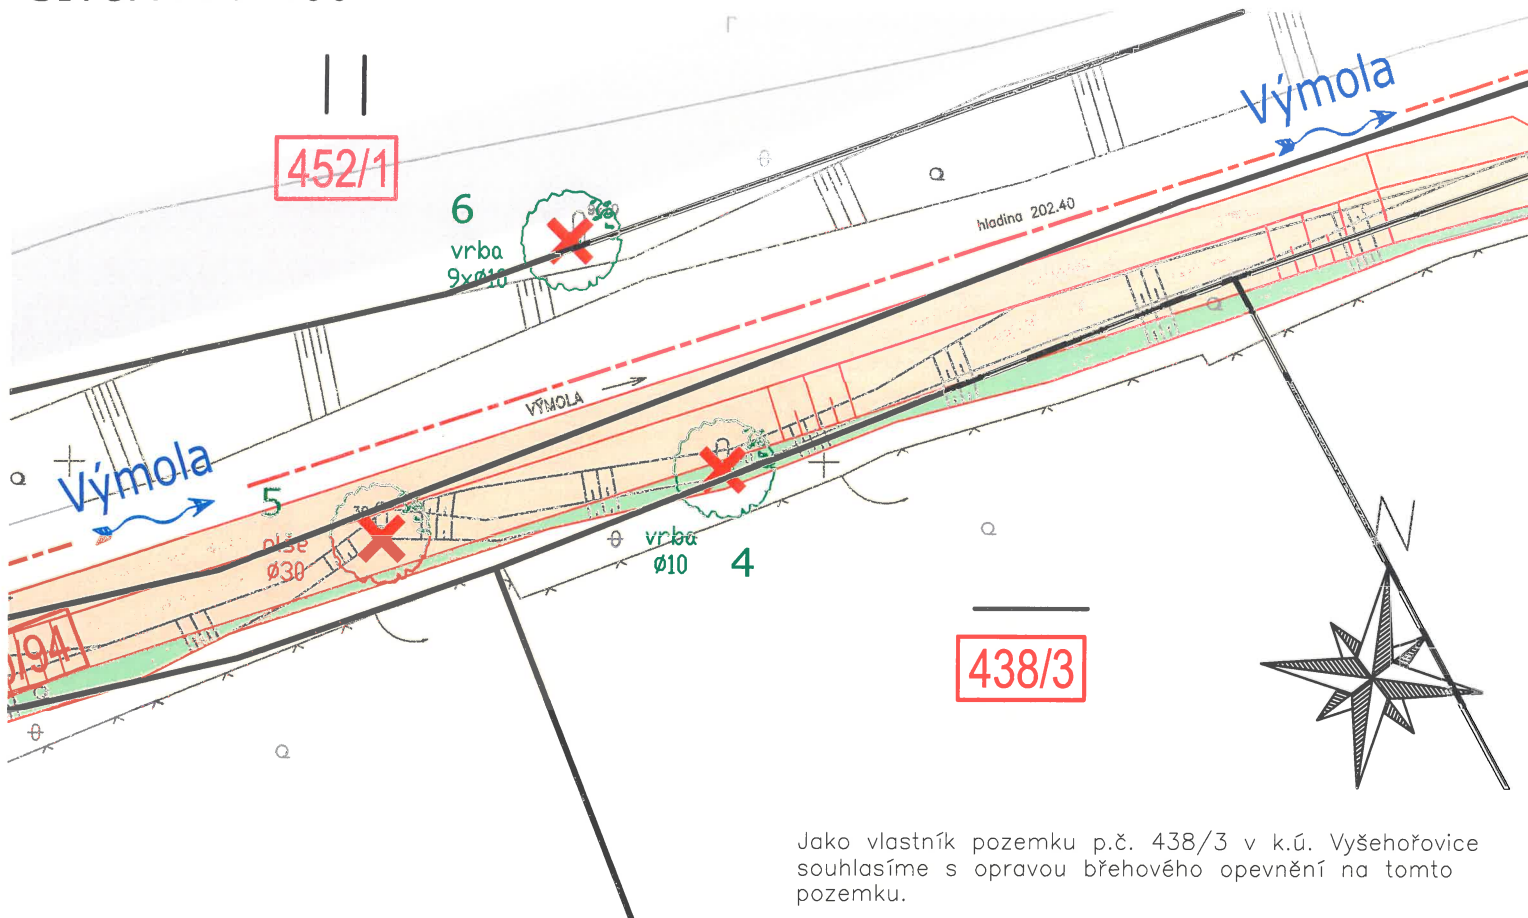 452/1
6
vrba
9xø10
Výmola
hladina 202.40
VÝMOLA
Výmola
5
olše
ø30
vrba
ø10
4
/94
438/3
Jako vlastník pozemku p.č. 438/3 v k.ú. Vyšehořovice
souhlasíme s opravou břehového opevnění na tomto
pozemku.